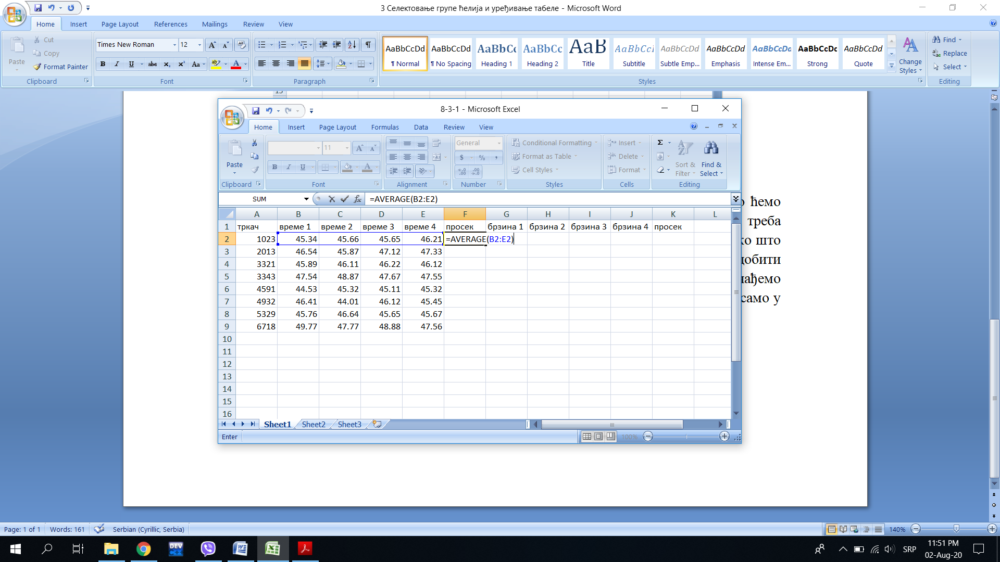 3 Селектовање групе ћелија и уређивање табеле - Microsoft Word
Home Insert Page Layout References Mailings Review View
Cut
Copy
Format Painter
Paste
Clipboard
Times New Roman 12
Font
Paragraph
AaBbCcDd AaBbCcDd AaBbCc AaBbCc AaB AaBbCcI AaBbCcDd AaBbCcDd AaBbCcDd AaBbCcDd AaBbCcDd
¶ Normal ¶ No Spacing Heading 1 Heading 2 Title Subtitle Subtle Emp... Emphasis Intense Em... Strong Quote
Change Styles
Styles
Find
Replace
Select
Editing
8-3-1 - Microsoft Excel
Home Insert Page Layout Formulas Data Review View
Paste
Clipboard
11
Font
Alignment
General
Number
Conditional Formatting
Format as Table
Cell Styles
Styles
Insert
Delete
Format
Cells
Sort & Filter
Find & Select
Editing
SUM =AVERAGE(B2:E2)
A B C D E F G H I J K L
1 тркач време 1 време 2 време 3 време 4 просек брзина 1 брзина 2 брзина 3 брзина 4 просек
2 1023 45.34 45.66 45.65 46.21 =AVERAGE(B2:E2)
3 2013 46.54 45.87 47.12 47.33
4 3321 45.89 46.11 46.22 46.12
5 3343 47.54 48.87 47.67 47.55
6 4591 44.53 45.32 45.11 45.32
7 4932 46.41 44.01 46.12 45.45
8 5329 45.76 46.64 45.65 45.67
9 6718 49.77 47.77 48.88 47.56
10
11
12
13
14
15
16
Sheet1 Sheet2 Sheet3
Enter 100%
ћемо
треба
што
само у
Page: 1 of 1 Words: 161 Serbian (Cyrillic, Serbia) 140%
DEV
SRP
11:51 PM
02-Aug-20